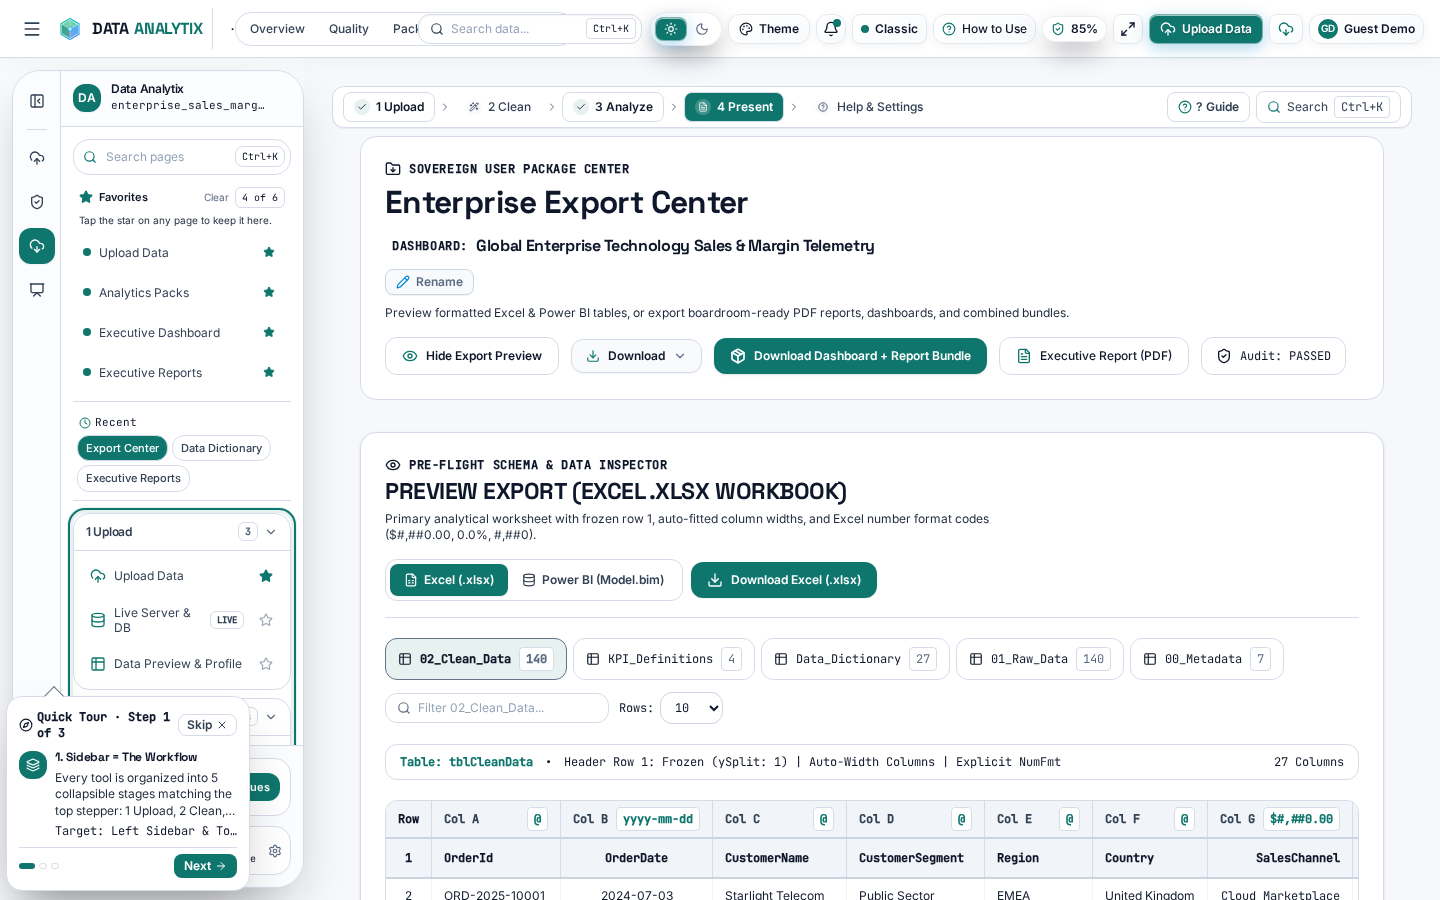 DATA ANALYTIX
Overview
Quality
Search data...
Ctrl+K
Theme
Classic
How to Use
85%
Upload Data
GD
Guest Demo
DA
Data Analytix
enterprise_sales_marg…
Search pages
Ctrl+K
Favorites
Clear
4 of 6
Tap the star on any page to keep it here.
Upload Data
Analytics Packs
Executive Dashboard
Executive Reports
Recent
Export Center
Data Dictionary
Executive Reports
1 Upload
3
Upload Data
Live Server &
DB
LIVE
Data Preview & Profile
Quick Tour · Step 1
of 3
Skip
1. Sidebar = The Workflow
Every tool is organized into 5
collapsible stages matching the
top stepper: 1 Upload, 2 Clean,…
Target: Left Sidebar & To…
Next
1 Upload
2 Clean
3 Analyze
4 Present
Help & Settings
? Guide
Search
Ctrl+K
SOVEREIGN USER PACKAGE CENTER
Enterprise Export Center
DASHBOARD: Global Enterprise Technology Sales & Margin Telemetry
Rename
Preview formatted Excel & Power BI tables, or export boardroom-ready PDF reports, dashboards, and combined bundles.
Hide Export Preview
Download
Download Dashboard + Report Bundle
Executive Report (PDF)
Audit: PASSED
PRE-FLIGHT SCHEMA & DATA INSPECTOR
PREVIEW EXPORT (EXCEL .XLSX WORKBOOK)
Primary analytical worksheet with frozen row 1, auto-fitted column widths, and Excel number format codes
($#,##0.00, 0.0%, #,##0).
Excel (.xlsx)
Power BI (Model.bim)
Download Excel (.xlsx)
02_Clean_Data 140
KPI_Definitions 4
Data_Dictionary 27
01_Raw_Data 140
00_Metadata 7
Filter 02_Clean_Data...
Rows: 10
Table: tblCleanData • Header Row 1: Frozen (ySplit: 1) | Auto-Width Columns | Explicit NumFmt
27 Columns
Row
Col A @
Col B yyyy-mm-dd
Col C @
Col D @
Col E @
Col F @
Col G $#,##0.00
1 OrderId OrderDate CustomerName CustomerSegment Region Country SalesChannel
2 ORD-2025-10001 2024-07-03 Starlight Telecom Public Sector EMEA United Kingdom Cloud Marketplace